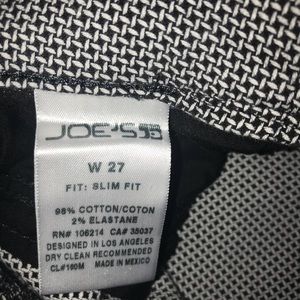 JOE'S
W 27
FIT: SLIM FIT
98% COTTON/COTON
2% ELASTANE
RN# 106214 CA# 35037
DESIGNED IN LOS ANGELES
DRY CLEAN RECOMMENDED
CL#160M MADE IN MEXICO